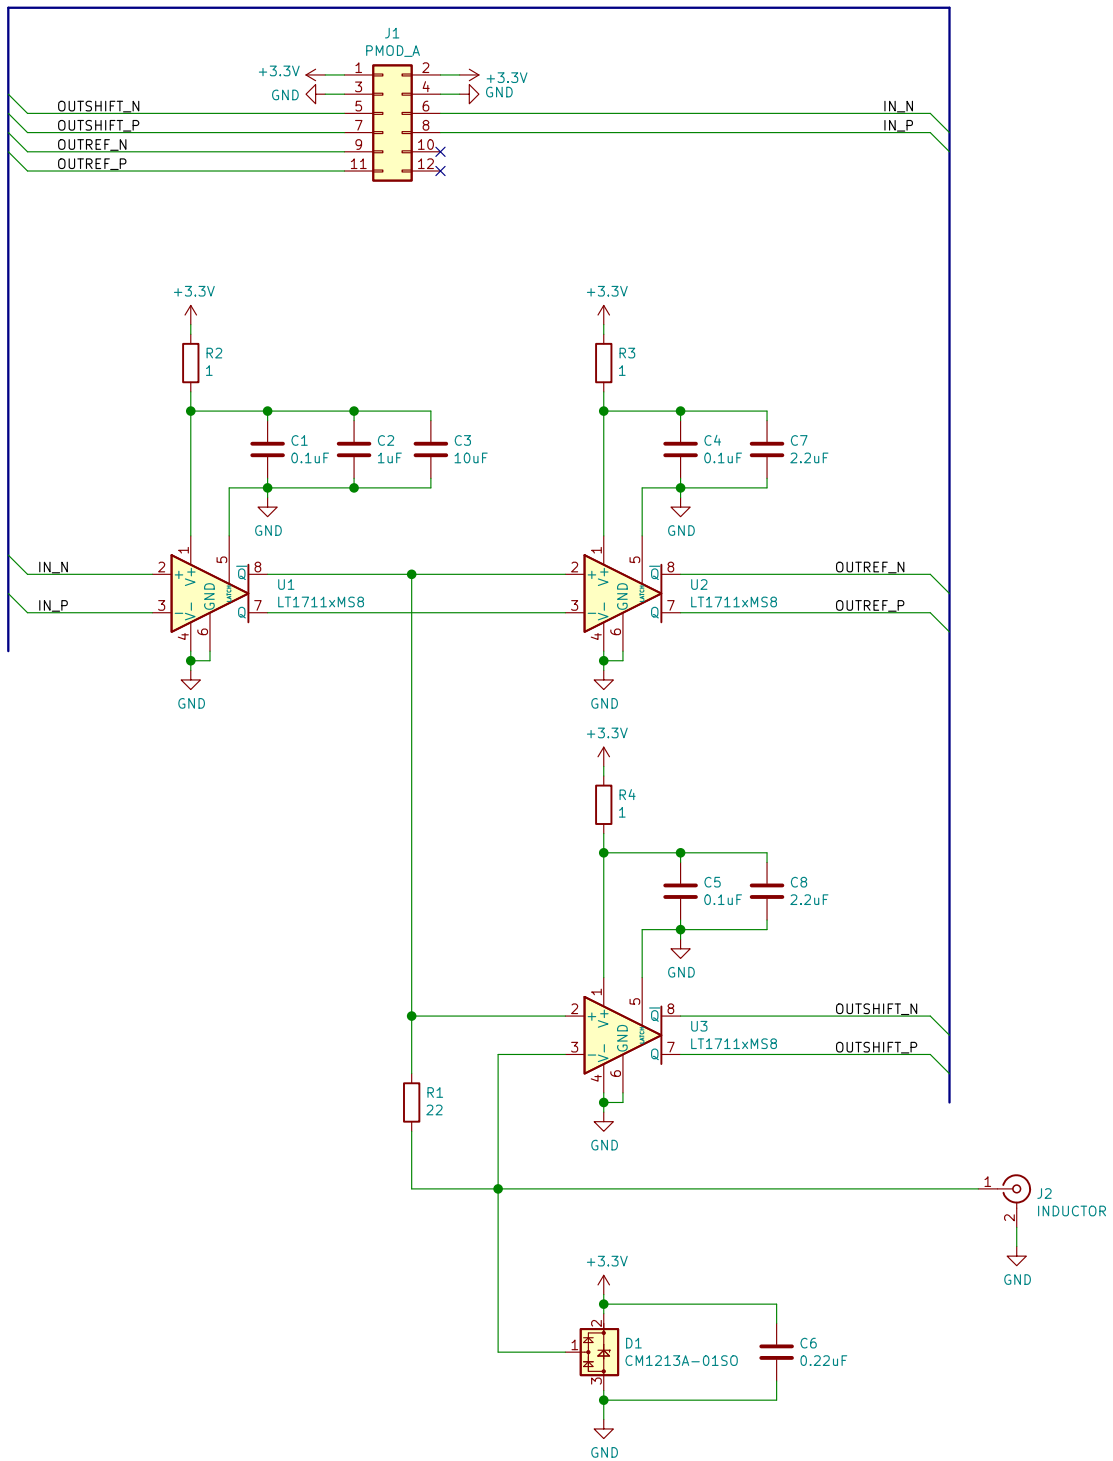 J1
PMOD_A
+3.3V 1 2 +3.3V
GND 3 4 GND
OUTSHIFT_N 5 6 IN_N
OUTSHIFT_P 7 8 IN_P
OUTREF_N 9 10
OUTREF_P 11 12
+3.3V +3.3V
R2 R3
1 1
C1 C2 C3 C4 C7
0.1uF 1uF 10uF 0.1uF 2.2uF
GND GND
IN_N 2 + 1 V+ 5 LATCH Q 8 U1
IN_P 3 - V- 4 GND 6 Q 7 LT1711xMS8
GND
2 + 1 V+ 5 LATCH Q 8 U2 OUTREF_N
3 - V- 4 GND 6 Q 7 LT1711xMS8 OUTREF_P
GND
+3.3V
R4
1
C5 C8
0.1uF 2.2uF
GND
2 + 1 V+ 5 LATCH Q 8 U3 OUTSHIFT_N
3 - V- 4 GND 6 Q 7 LT1711xMS8 OUTSHIFT_P
GND
R1
22
1 J2
2 INDUCTOR
GND
+3.3V
1 2 3 D1
CM1213A-01SO
C6
0.22uF
GND